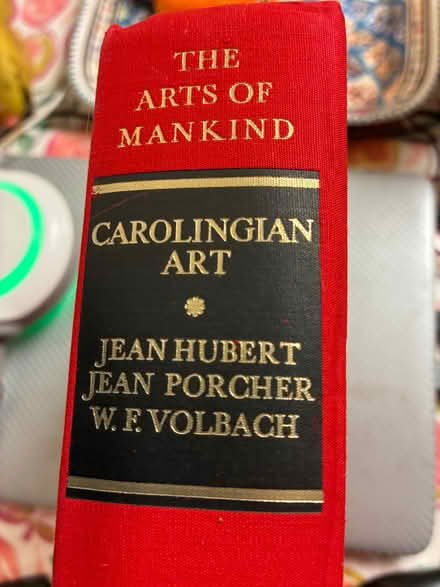 THE
ARTS OF
MANKIND
CAROLINGIAN
ART
JEAN HUBERT
JEAN PORCHER
W. F. VOLBACH